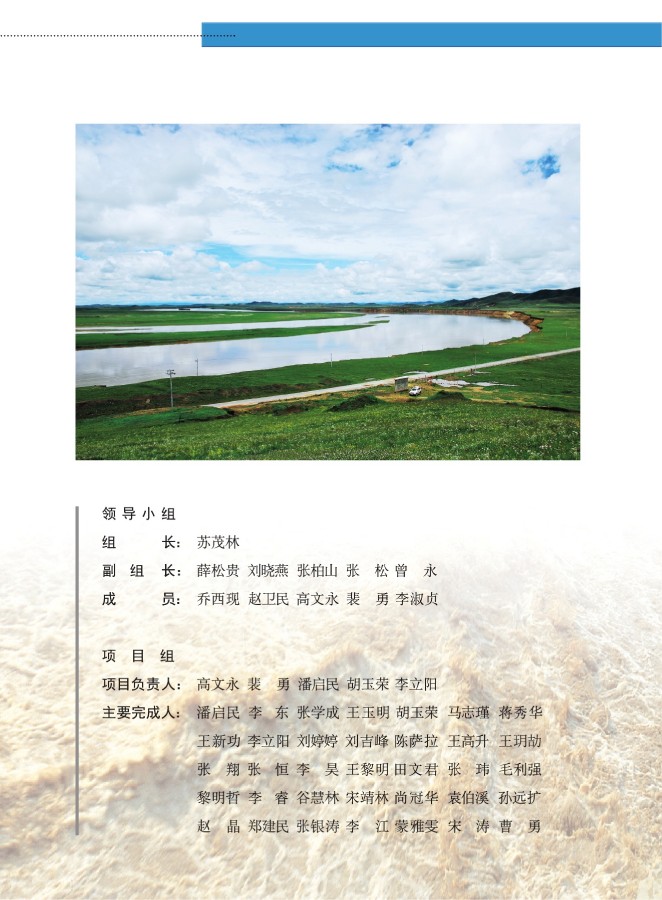 领导小组
组 长： 苏茂林
副 组 长： 薛松贵 刘晓燕 张柏山 张 松 曾 永
成 员： 乔西现 赵卫民 高文永 裴 勇 李淑贞
项 目 组
项目负责人： 高文永 裴 勇 潘启民 胡玉荣 李立阳
主要完成人： 潘启民 李 东 张学成 王玉明 胡玉荣 马志瑾 蒋秀华
王新功 李立阳 刘婷婷 刘吉峰 陈萨拉 王高升 王玥劼
张 翔 张 恒 李 昊 王黎明 田文君 张 玮 毛利强
黎明哲 李 睿 谷慧林 宋靖林 尚冠华 袁伯溪 孙远扩
赵 晶 郑建民 张银涛 李 江 蒙雅雯 宋 涛 曹 勇